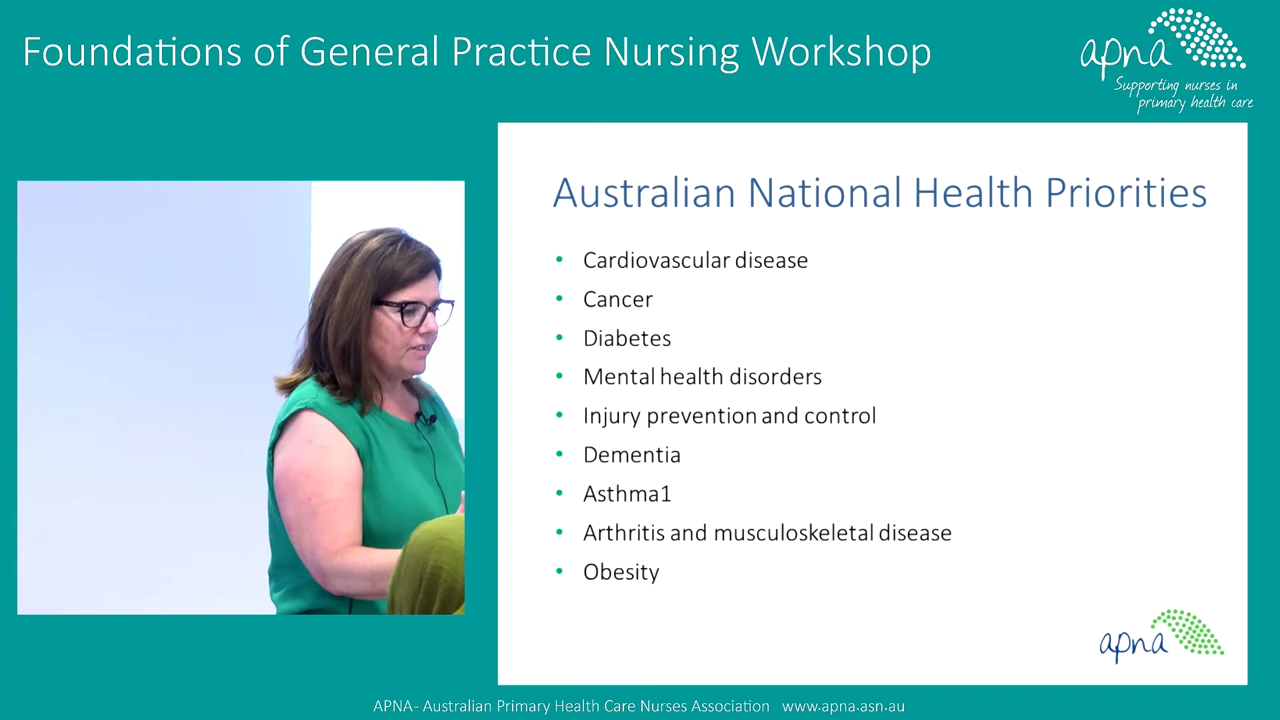 Foundations of General Practice Nursing Workshop
apna
Supporting nurses in
primary health care
Australian National Health Priorities
• Cardiovascular disease
• Cancer
• Diabetes
• Mental health disorders
• Injury prevention and control
• Dementia
• Asthma1
• Arthritis and musculoskeletal disease
• Obesity
apna
APNA- Australian Primary Health Care Nurses Association www.apna.asn.au